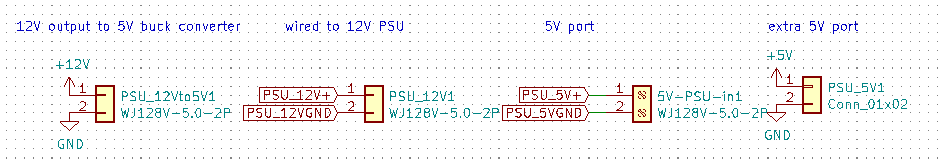 12V output to 5V buck converter
wired to 12V PSU
5V port
extra 5V port
+12V
1
2
PSU_12Vto5V1
WJ128V-5.0-2P
GND
PSU_12V+
PSU_12VGND
1
2
PSU_12V1
WJ128V-5.0-2P
PSU_5V+
PSU_5VGND
1
2
5V-PSU-in1
WJ128V-5.0-2P
+5V
1
2
PSU_5V1
Conn_01x02
GND